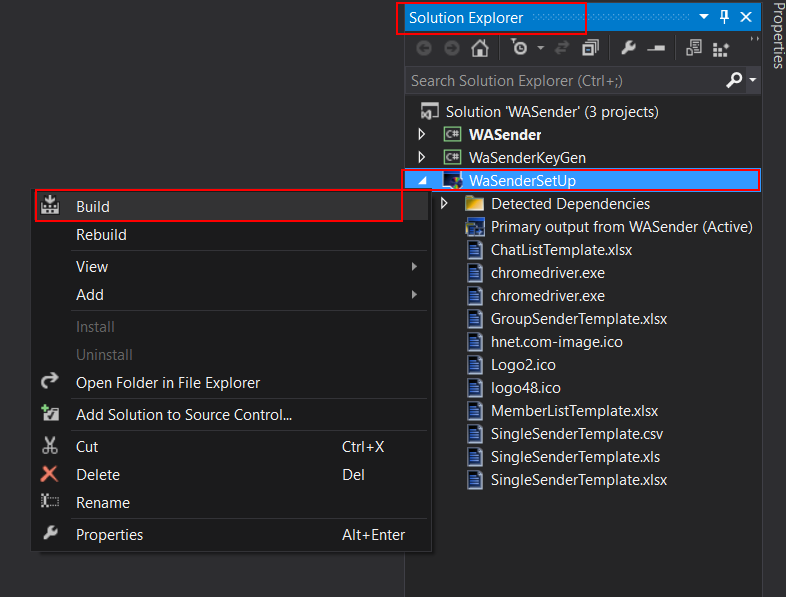 Solution Explorer
Properties
Search Solution Explorer (Ctrl+;)
Solution 'WASender' (3 projects)
C# WASender
C# WaSenderKeyGen
WaSenderSetUp
Detected Dependencies
Primary output from WASender (Active)
ChatListTemplate.xlsx
chromedriver.exe
chromedriver.exe
GroupSenderTemplate.xlsx
hnet.com-image.ico
Logo2.ico
logo48.ico
MemberListTemplate.xlsx
SingleSenderTemplate.csv
SingleSenderTemplate.xls
SingleSenderTemplate.xlsx
Build
Rebuild
View
Add
Install
Uninstall
Open Folder in File Explorer
Add Solution to Source Control...
Cut Ctrl+X
Delete Del
Rename
Properties Alt+Enter